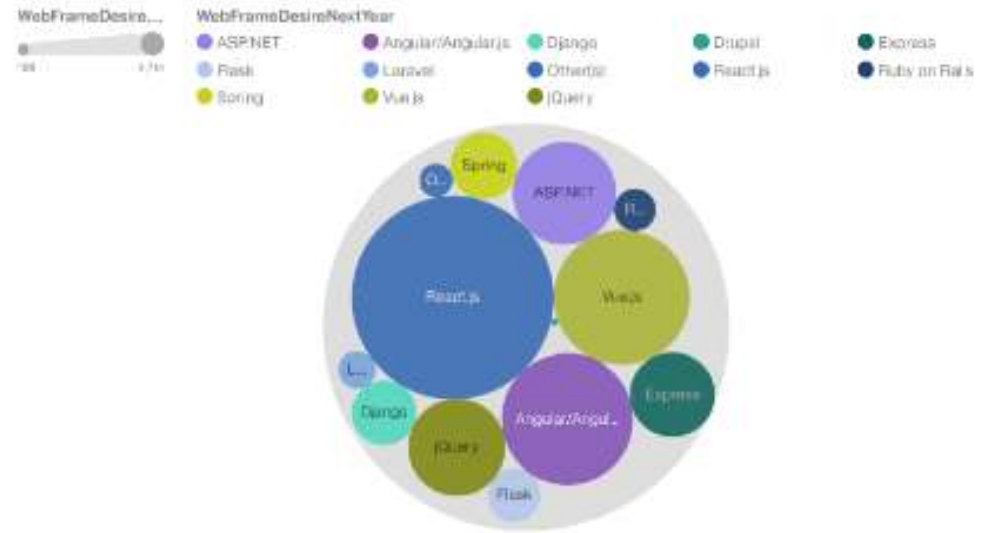 WebFrameDesire... WebFrameDesireNextYear
ASP.NET Angular/Angular.js Django Drupal Express
Flask Laravel Other(s): React.js Ruby on Rails
Spring Vue.js jQuery
Spring
O...
ASP.NET
R...
React.js
Vue.js
L...
Django
Express
Angular/Angul...
jQuery
Flask